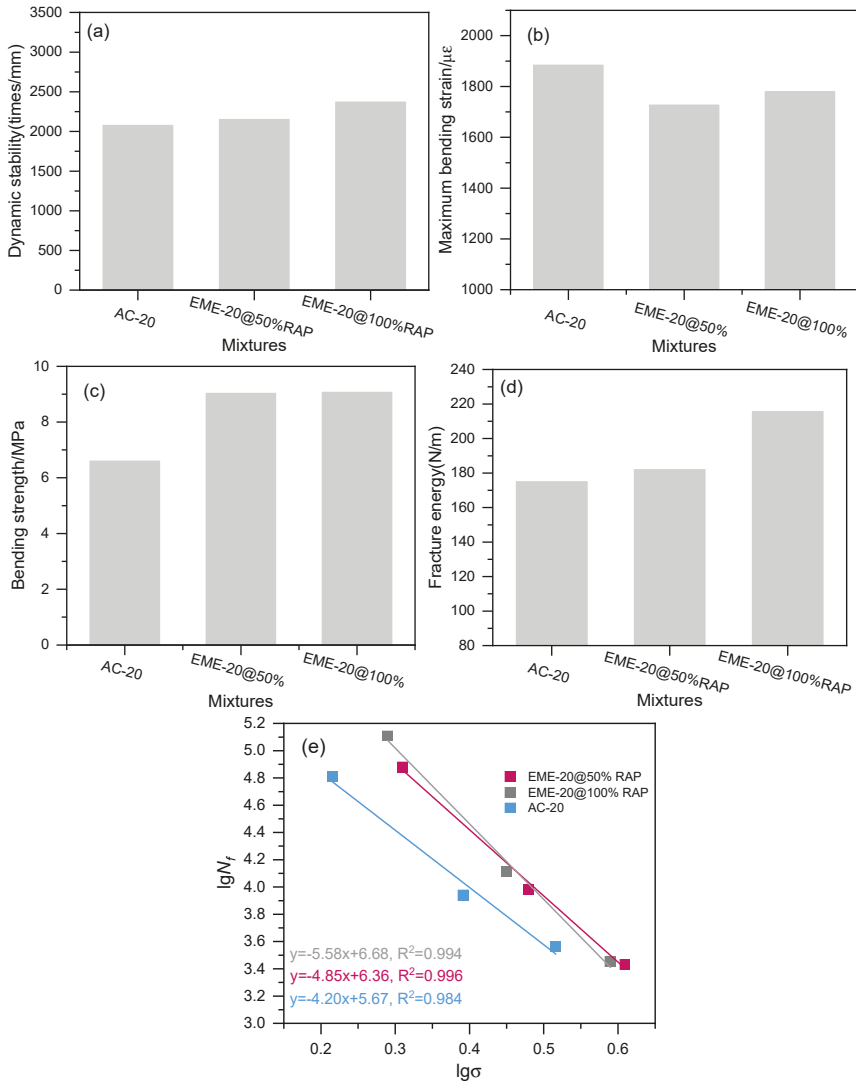 (a)
Dynamic stability(times/mm)
3500
3000
2500
2000
1500
1000
500
0
AC-20
EME-20@50%RAP
EME-20@100%RAP
Mixtures
(b)
Maximum bending strain/με
2000
1800
1600
1400
1200
1000
AC-20
EME-20@50%
EME-20@100%
Mixtures
(c)
Bending strength/MPa
10
8
6
4
2
0
AC-20
EME-20@50%
EME-20@100%
Mixtures
(d)
Fracture energy(N/m)
240
220
200
180
160
140
120
100
80
AC-20
EME-20@50%RAP
EME-20@100%RAP
Mixtures
(e)
lgNf
5.2
5.0
4.8
4.6
4.4
4.2
4.0
3.8
3.6
3.4
3.2
3.0
EME-20@50% RAP
EME-20@100% RAP
AC-20
y=-5.58x+6.68, R²=0.994
y=-4.85x+6.36, R²=0.996
y=-4.20x+5.67, R²=0.984
0.2 0.3 0.4 0.5 0.6
lgσ